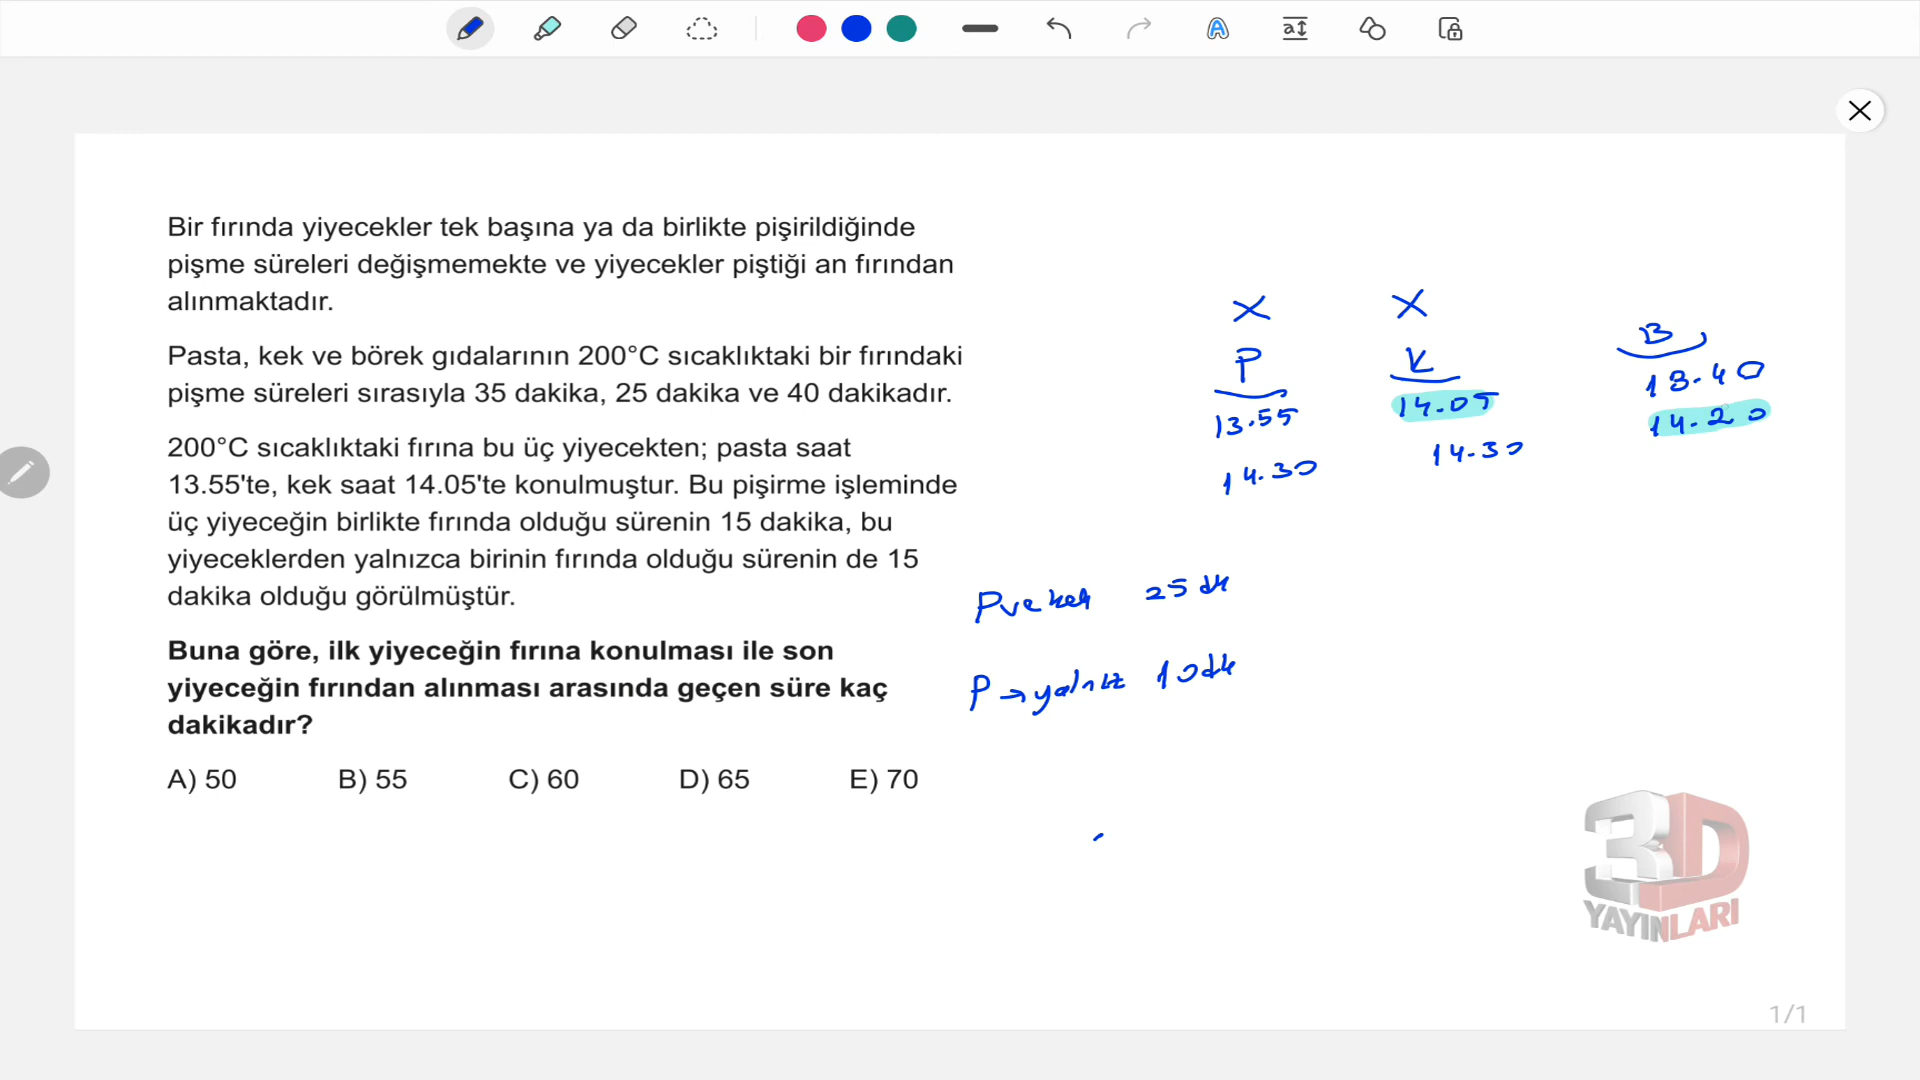 Bir fırında yiyecekler tek başına ya da birlikte pişirildiğinde
pişme süreleri değişmemekte ve yiyecekler piştiği an fırından
alınmaktadır.
Pasta, kek ve börek gıdalarının 200°C sıcaklıktaki bir fırındaki
pişme süreleri sırasıyla 35 dakika, 25 dakika ve 40 dakikadır.
200°C sıcaklıktaki fırına bu üç yiyecekten; pasta saat
13.55'te, kek saat 14.05'te konulmuştur. Bu pişirme işleminde
üç yiyeceğin birlikte fırında olduğu sürenin 15 dakika, bu
yiyeceklerden yalnızca birinin fırında olduğu sürenin de 15
dakika olduğu görülmüştür.
Buna göre, ilk yiyeceğin fırına konulması ile son
yiyeceğin fırından alınması arasında geçen süre kaç
dakikadır?
A) 50 B) 55 C) 60 D) 65 E) 70
X X
P K B
13.55 14.05 13.40
14.30 14.30 14.20
P ve kek 25 dk
P → yalnız 10 dk
3D
YAYINLARI
1/1